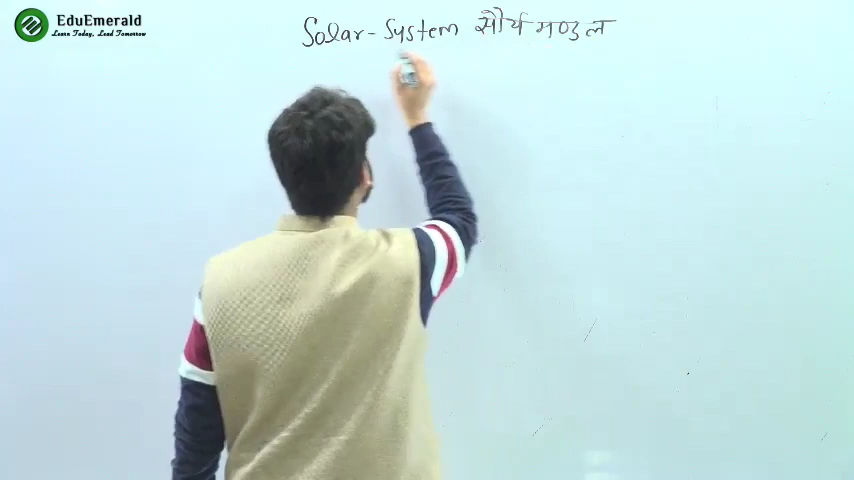 EduEmerald
Learn Today, Lead Tomorrow
Solar-System सौर्य मण्डल